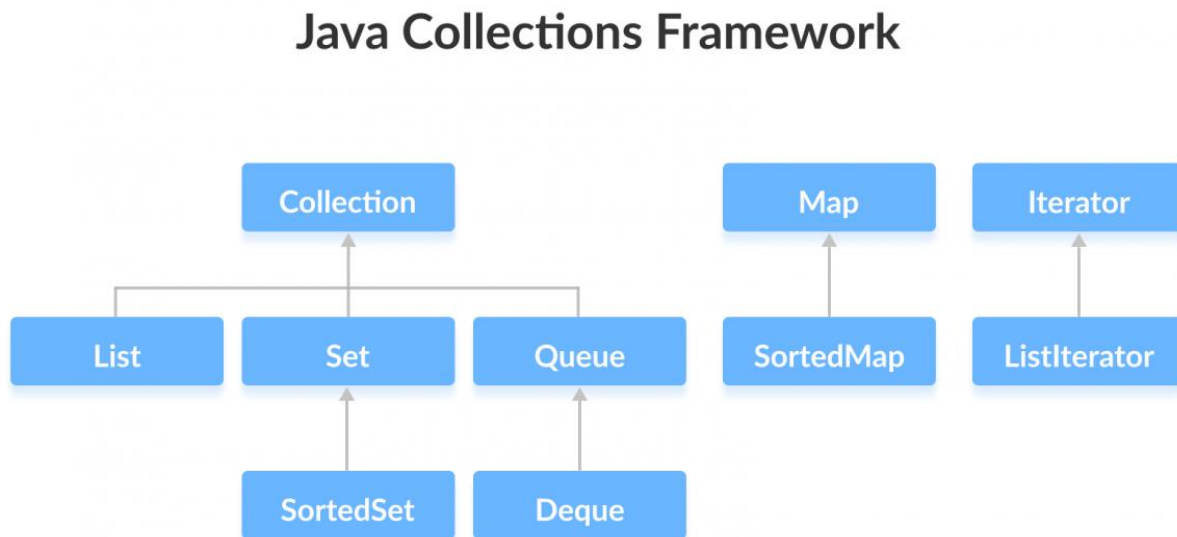 Java Collections Framework
Collection
Map
Iterator
List
Set
Queue
SortedMap
ListIterator
SortedSet
Deque